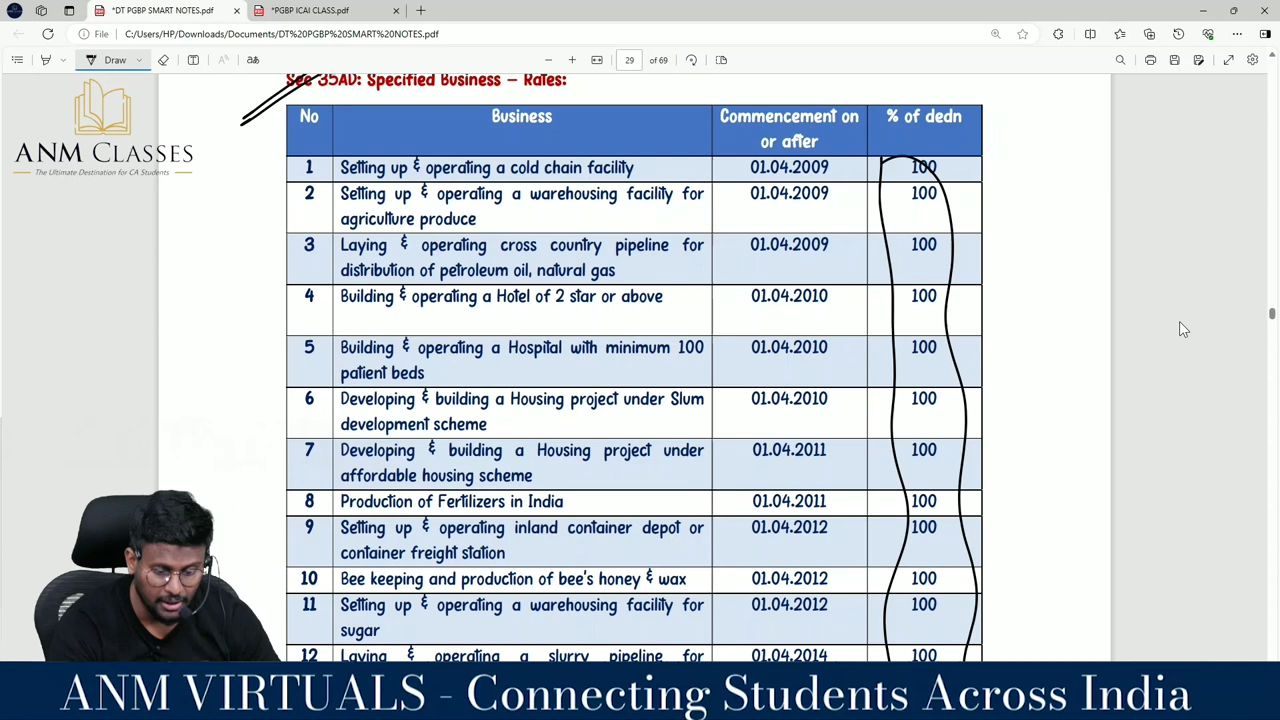 *DT PGBP SMART NOTES.pdf
*PGBP ICAI CLASS.pdf
File
C:/Users/HP/Downloads/Documents/DT%20PGBP%20SMART%20NOTES.pdf
Draw
29 of 69
ANM CLASSES
The Ultimate Destination for CA Students
Sec 35AD: Specified Business – Rates:
No Business Commencement on or after % of dedn
1 Setting up & operating a cold chain facility 01.04.2009 100
2 Setting up & operating a warehousing facility for 01.04.2009 100
agriculture produce
3 Laying & operating cross country pipeline for 01.04.2009 100
distribution of petroleum oil, natural gas
4 Building & operating a Hotel of 2 star or above 01.04.2010 100
5 Building & operating a Hospital with minimum 100 01.04.2010 100
patient beds
6 Developing & building a Housing project under Slum 01.04.2010 100
development scheme
7 Developing & building a Housing project under 01.04.2011 100
affordable housing scheme
8 Production of Fertilizers in India 01.04.2011 100
9 Setting up & operating inland container depot or 01.04.2012 100
container freight station
10 Bee keeping and production of bee's honey & wax 01.04.2012 100
11 Setting up & operating a warehousing facility for 01.04.2012 100
sugar
12 Laying & operating a slurry pipeline for 01.04.2014 100
ANM VIRTUALS - Connecting Students Across India